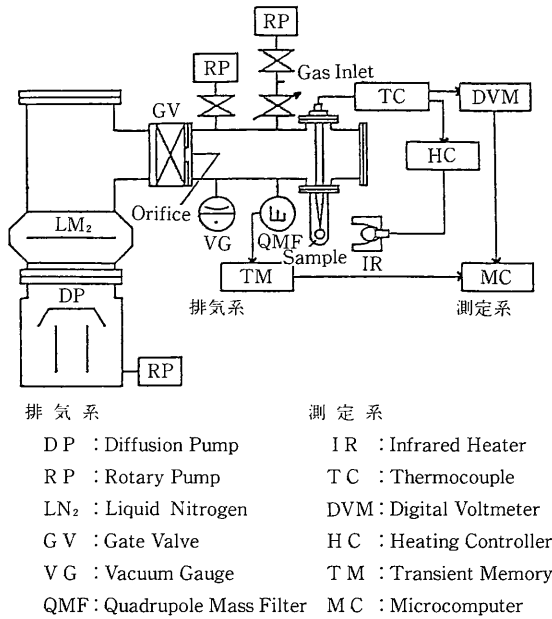 RP
RP
Gas Inlet
GV
TC
DVM
HC
Orifice
LM₂
VG
QMF
Sample
IR
TM
MC
排気系
測定系
DP
RP
排気系 測定系
DP : Diffusion Pump IR : Infrared Heater
RP : Rotary Pump TC : Thermocouple
LN₂ : Liquid Nitrogen DVM : Digital Voltmeter
GV : Gate Valve HC : Heating Controller
VG : Vacuum Gauge TM : Transient Memory
QMF : Quadrupole Mass Filter MC : Microcomputer